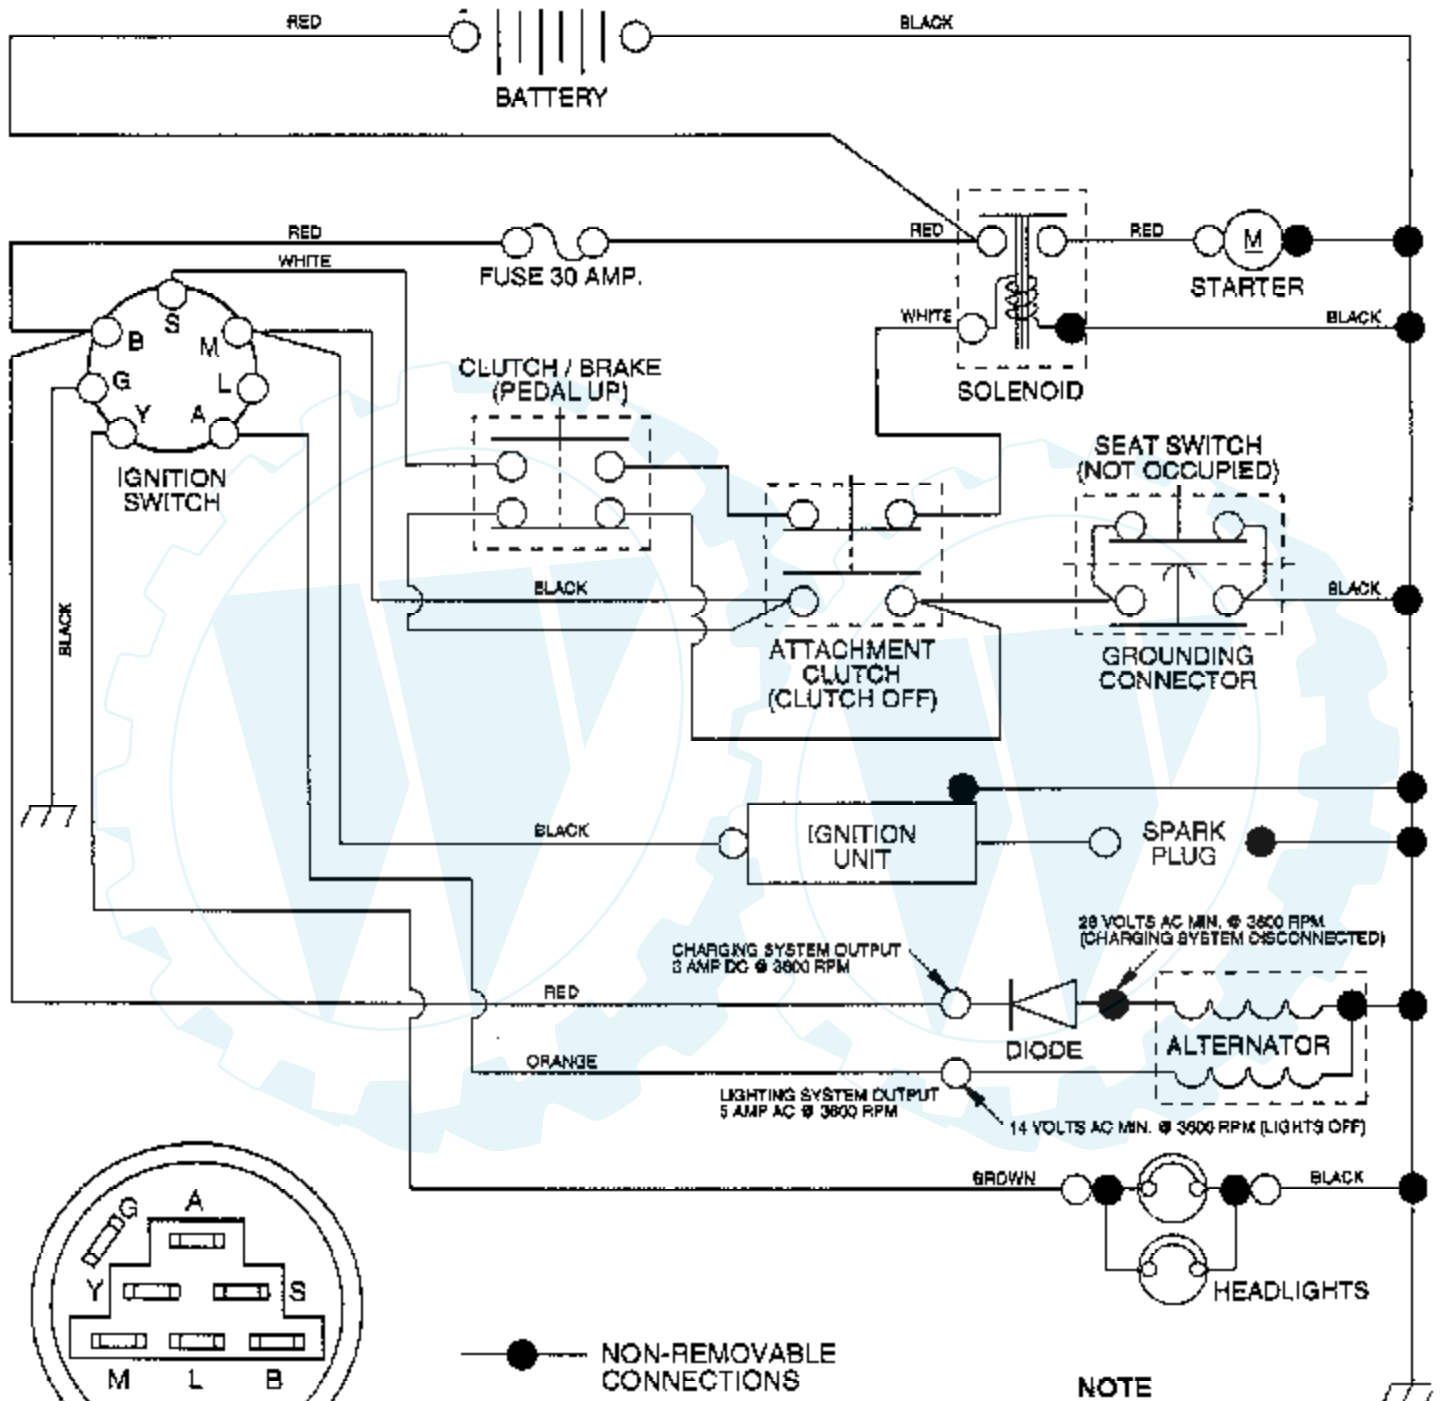 RED
BLACK
BATTERY
RED
WHITE
FUSE 30 AMP.
RED
RED
M
STARTER
WHITE
BLACK
SOLENOID
S
B
M
G
L
Y
A
IGNITION
SWITCH
CLUTCH / BRAKE
(PEDAL UP)
SEAT SWITCH
(NOT OCCUPIED)
BLACK
BLACK
BLACK
ATTACHMENT
CLUTCH
(CLUTCH OFF)
GROUNDING
CONNECTOR
BLACK
IGNITION
UNIT
SPARK
PLUG
CHARGING SYSTEM OUTPUT
3 AMP DC @ 3600 RPM
28 VOLTS AC MIN. @ 3600 RPM
(CHARGING SYSTEM DISCONNECTED)
RED
DIODE
ALTERNATOR
ORANGE
LIGHTING SYSTEM OUTPUT
5 AMP AC @ 3600 RPM
14 VOLTS AC MIN. @ 3600 RPM (LIGHTS OFF)
BROWN
BLACK
HEADLIGHTS
G
A
Y
S
M
L
B
NON-REMOVABLE
CONNECTIONS
NOTE